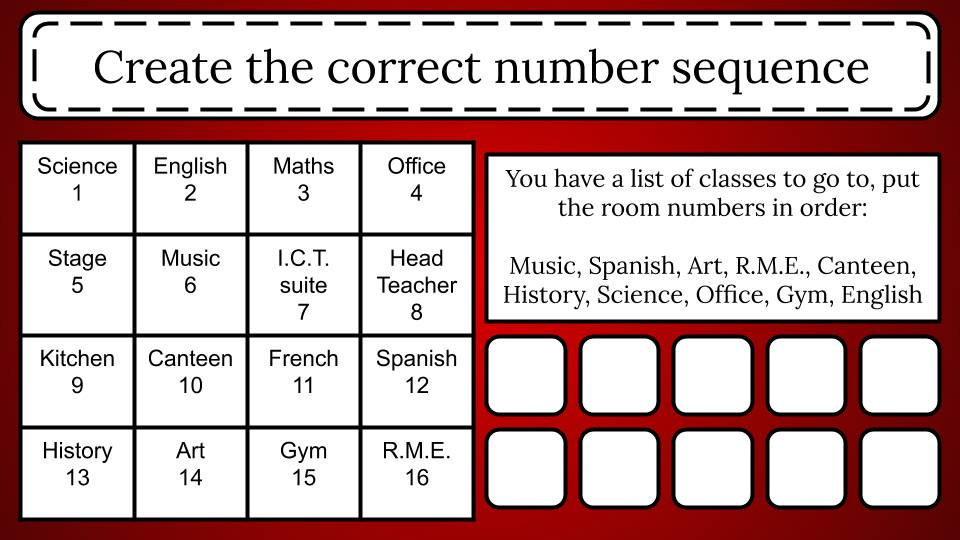 Create the correct number sequence
Science
1
English
2
Maths
3
Office
4
Stage
5
Music
6
I.C.T.
suite
7
Head
Teacher
8
Kitchen
9
Canteen
10
French
11
Spanish
12
History
13
Art
14
Gym
15
R.M.E.
16
You have a list of classes to go to, put
the room numbers in order:
Music, Spanish, Art, R.M.E., Canteen,
History, Science, Office, Gym, English